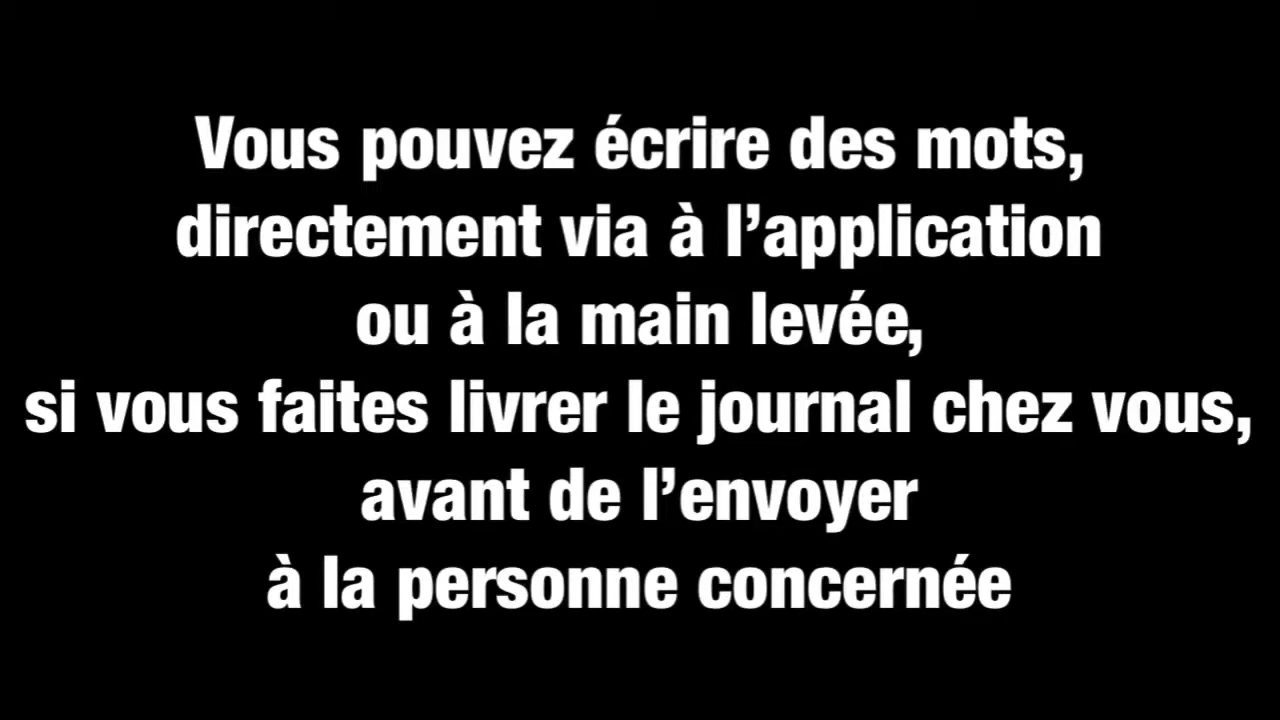 Vous pouvez écrire des mots,
directement via à l’application
ou à la main levée,
si vous faites livrer le journal chez vous,
avant de l’envoyer
à la personne concernée